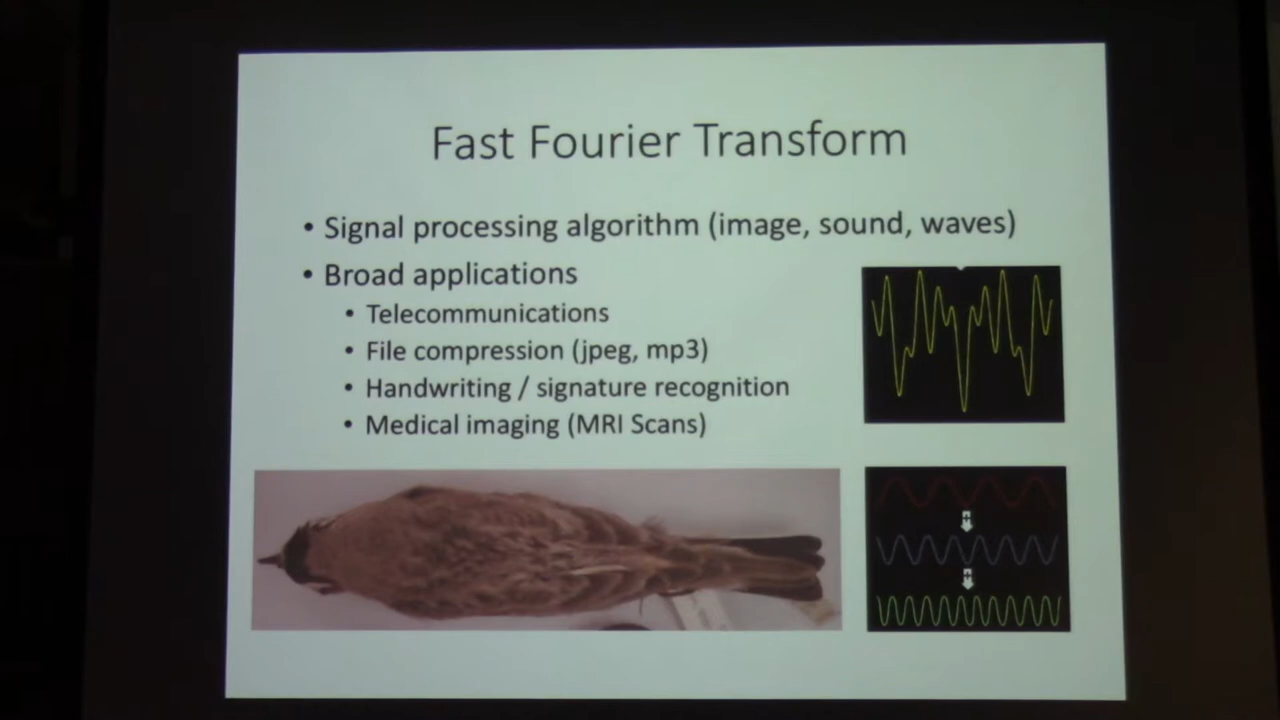 Fast Fourier Transform
• Signal processing algorithm (image, sound, waves)
• Broad applications
• Telecommunications
• File compression (jpeg, mp3)
• Handwriting / signature recognition
• Medical imaging (MRI Scans)